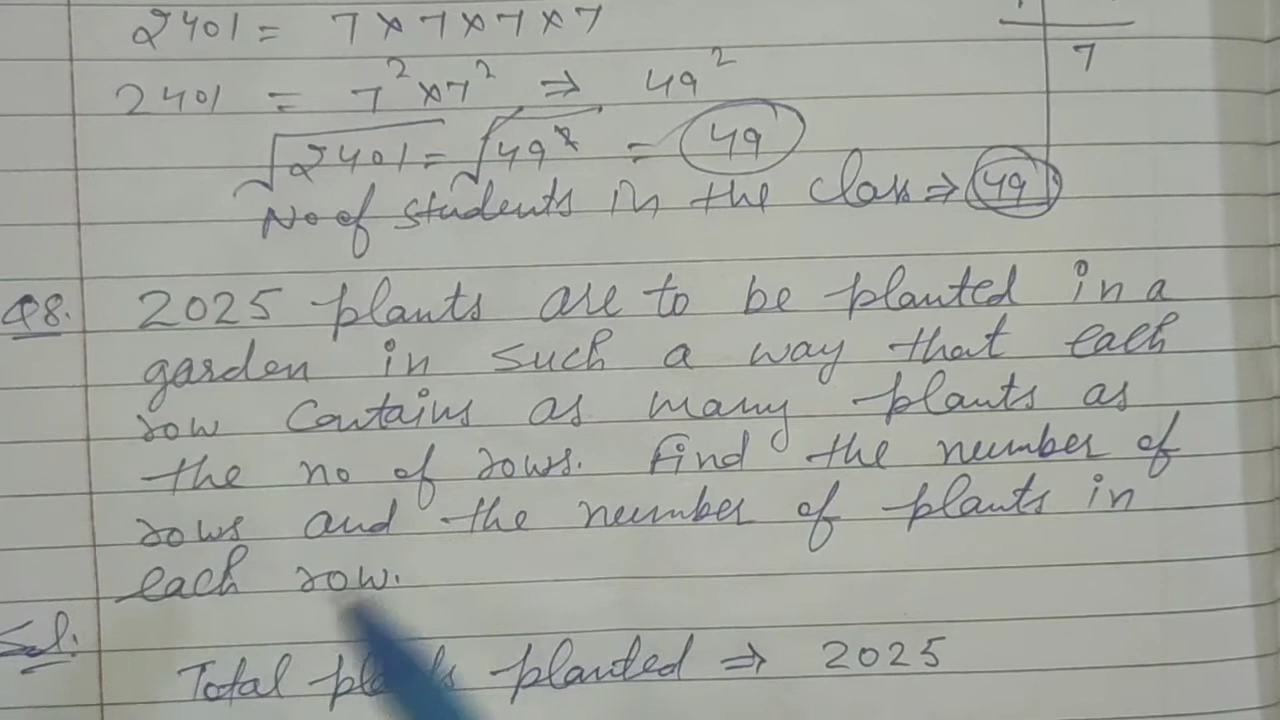 2401 = 7 × 7 × 7 × 7
7
2401 = 7² × 7² ⇒ 49²
√2401 = √49² = 49
No of students in the class ⇒ 49
Q8. 2025 plants are to be planted in a
garden in such a way that each
row contains as many plants as
the no of rows. Find the number of
rows and the number of plants in
each row.
Sol.
Total plants planted ⇒ 2025